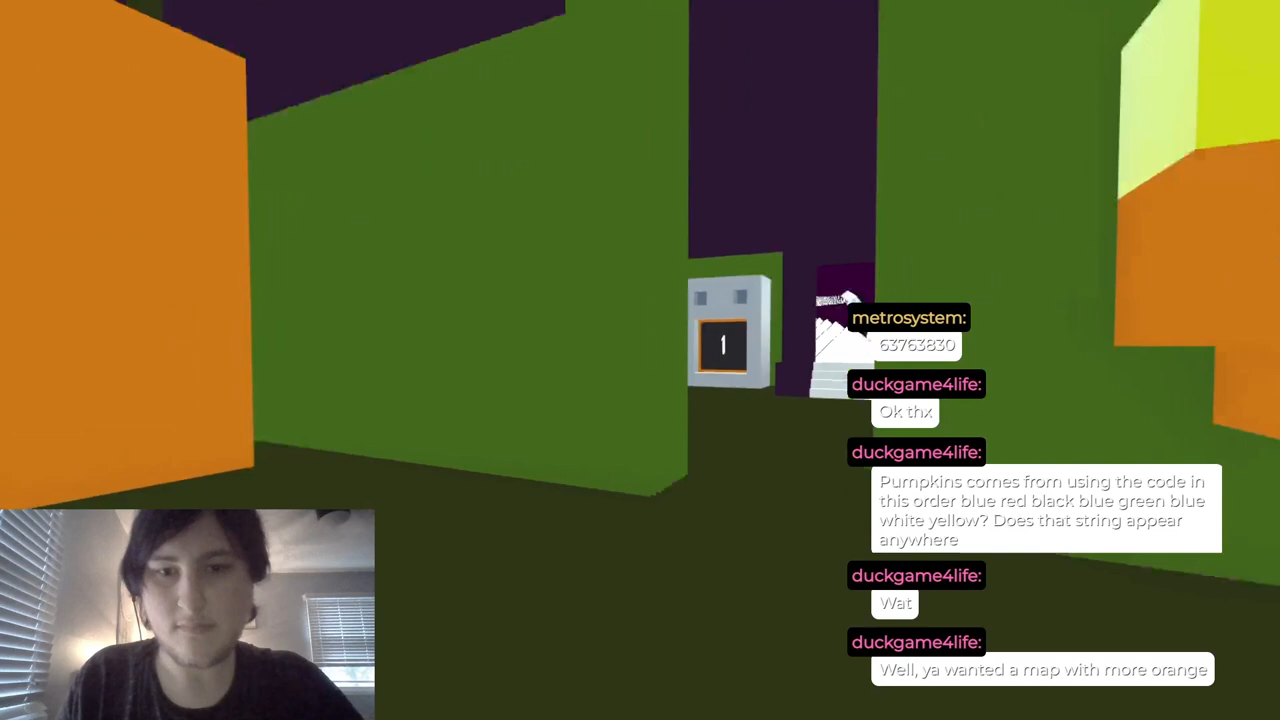 1
metrosystem:
63763830
duckgame4life:
Ok thx
duckgame4life:
Pumpkins comes from using the code in
this order blue red black blue green blue
white yellow? Does that string appear
anywhere
duckgame4life:
Wat
duckgame4life:
Well, ya wanted a map with more orange